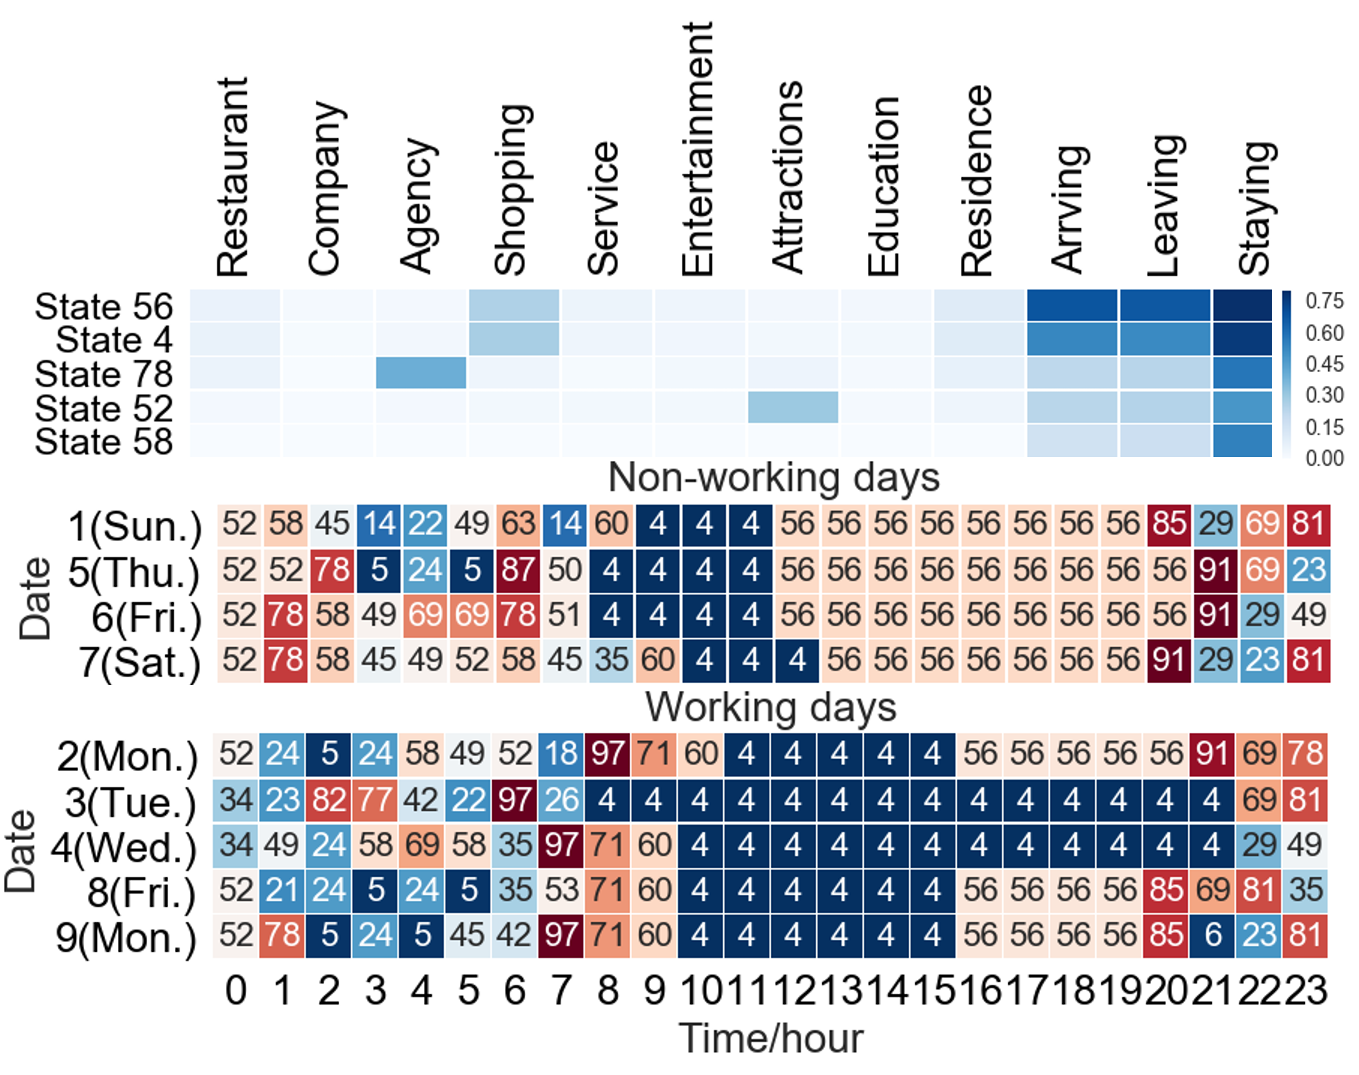 Restaurant Company Agency Shopping Service Entertainment Attractions Education Residence Arrving Leaving Staying
State 56
State 4
State 78
State 52
State 58
0.75
0.60
0.45
0.30
0.15
0.00
Non-working days
Date
1(Sun.) 52 58 45 14 22 49 63 14 60 4 4 4 56 56 56 56 56 56 56 56 85 29 69 81
5(Thu.) 52 52 78 5 24 5 87 50 4 4 4 4 56 56 56 56 56 56 56 56 56 91 69 23
6(Fri.) 52 78 58 49 69 69 78 51 4 4 4 4 56 56 56 56 56 56 56 56 56 91 29 49
7(Sat.) 52 78 58 45 49 52 58 45 35 60 4 4 4 56 56 56 56 56 56 56 91 29 23 81
Working days
Date
2(Mon.) 52 24 5 24 58 49 52 18 97 71 60 4 4 4 4 4 56 56 56 56 56 91 69 78
3(Tue.) 34 23 82 77 42 22 97 26 4 4 4 4 4 4 4 4 4 4 4 4 4 4 69 81
4(Wed.) 34 49 24 58 69 58 35 97 71 60 4 4 4 4 4 4 4 4 4 4 4 4 29 49
8(Fri.) 52 21 24 5 24 5 35 53 71 60 4 4 4 4 4 4 56 56 56 56 85 69 81 35
9(Mon.) 52 78 5 24 5 45 42 97 71 60 4 4 4 4 4 4 56 56 56 56 85 6 23 81
0 1 2 3 4 5 6 7 8 9 10 11 12 13 14 15 16 17 18 19 20 21 22 23
Time/hour